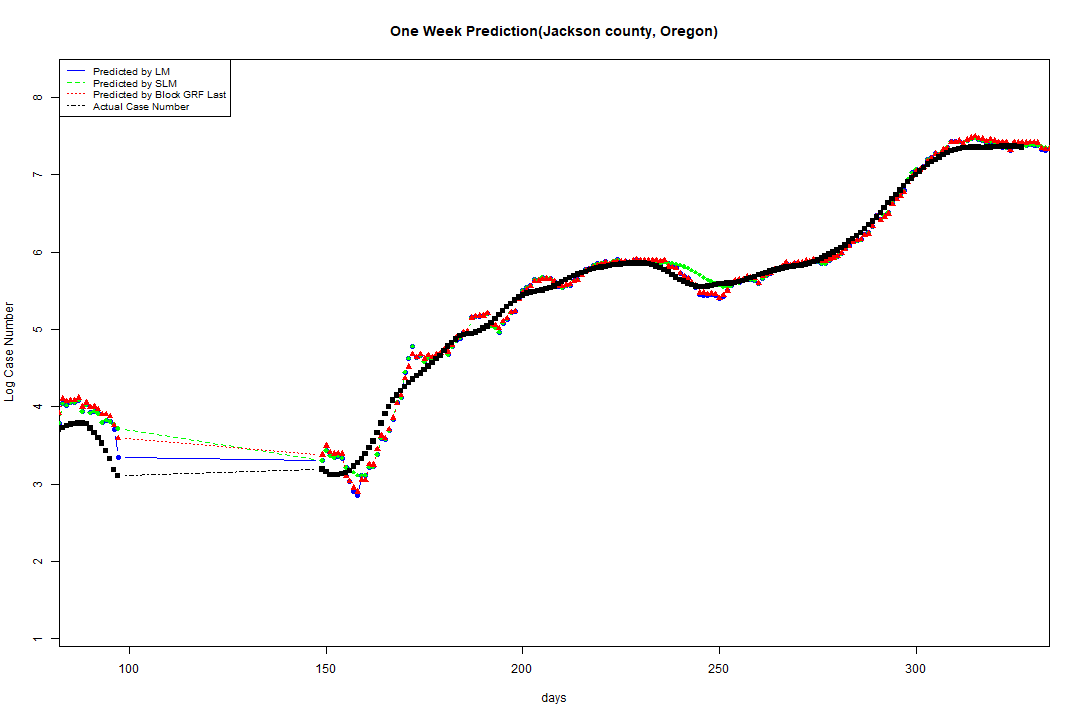 One Week Prediction(Jackson county, Oregon)
Predicted by LM
Predicted by SLM
Predicted by Block GRF Last
Actual Case Number
8
7
6
5
4
3
2
1
Log Case Number
100 150 200 250 300
days